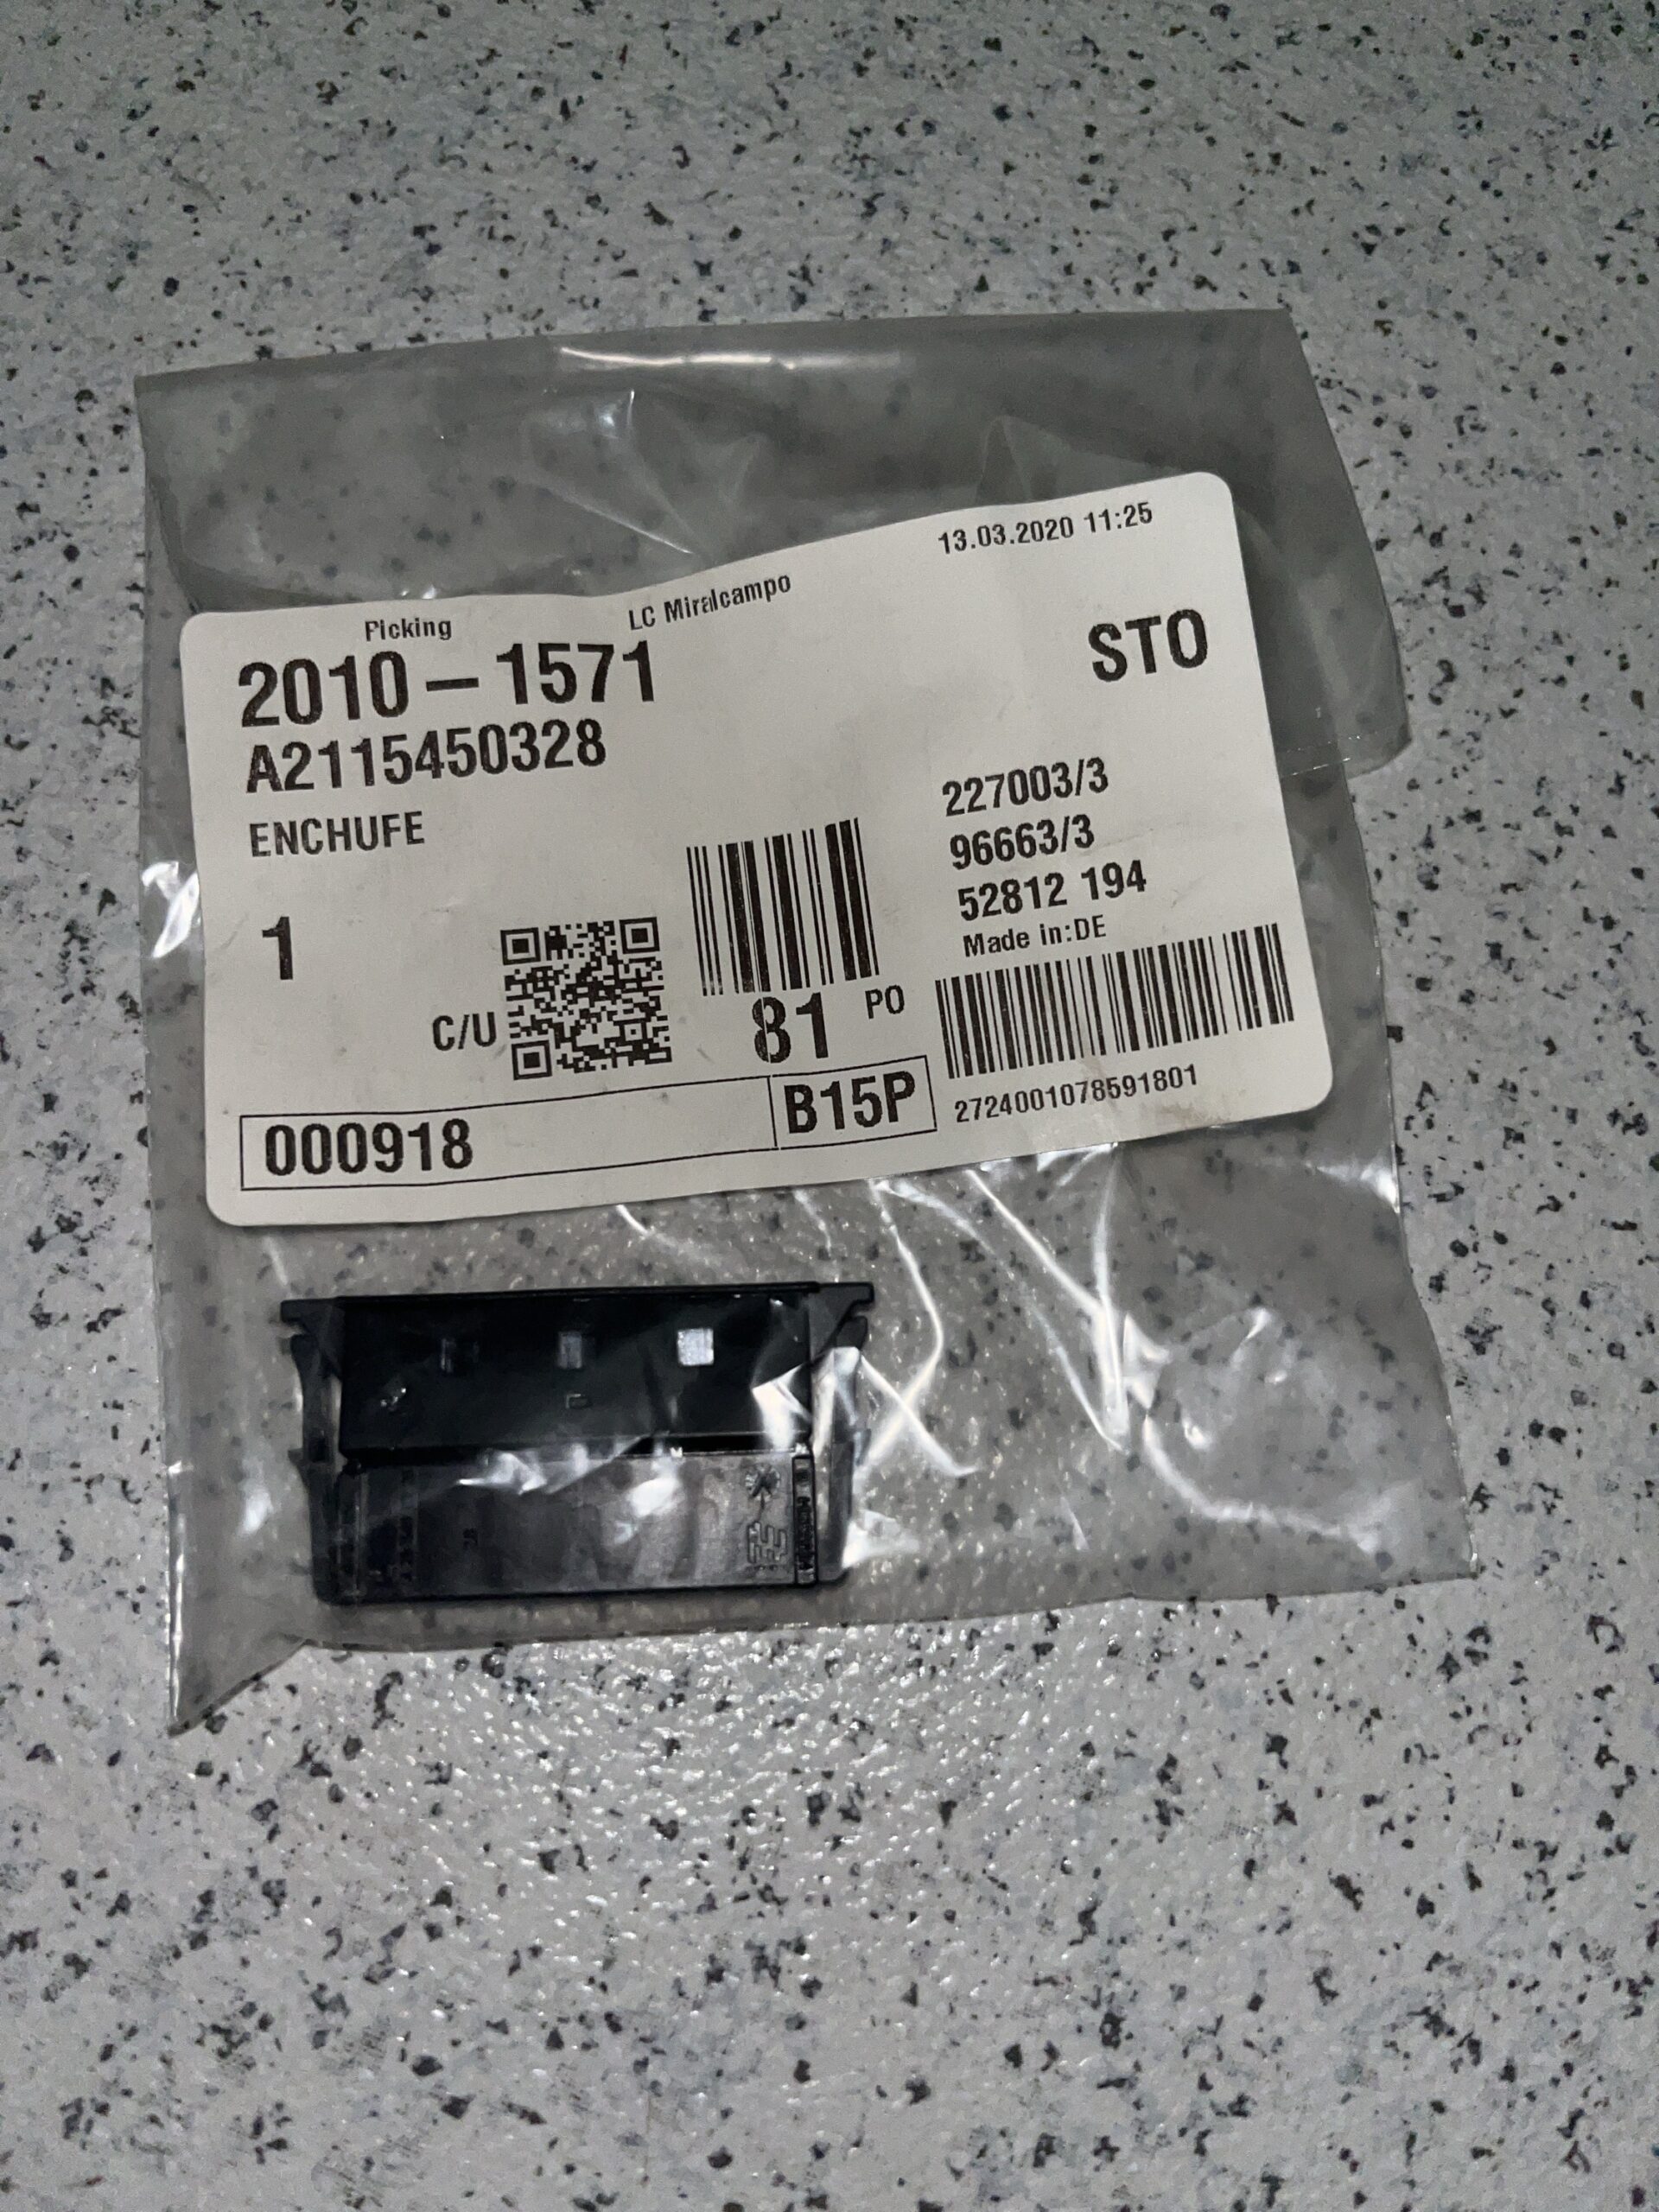 13.03.2020 11:25
Picking
LC Miralcampo
2010-1571
STO
A2115450328
ENCHUFE
227003/3
96663/3
52812 194
Made in:DE
1
C/U
81 PO
000918
B15P
2724001078591801